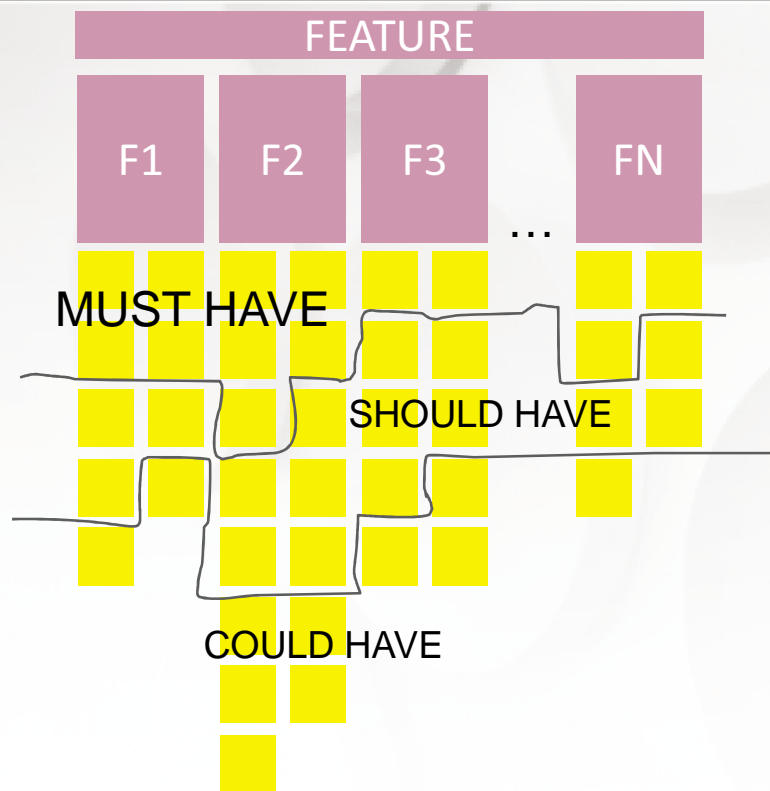 FEATURE
F1 F2 F3 ... FN
MUST HAVE
SHOULD HAVE
COULD HAVE